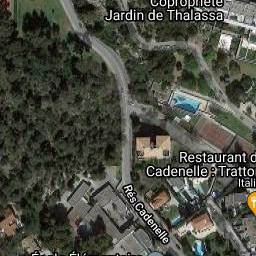 Copropriété
Jardin de Thalassa
Restaurant d
Cadenelle : Tratto
Itali
Rés Cadenelle